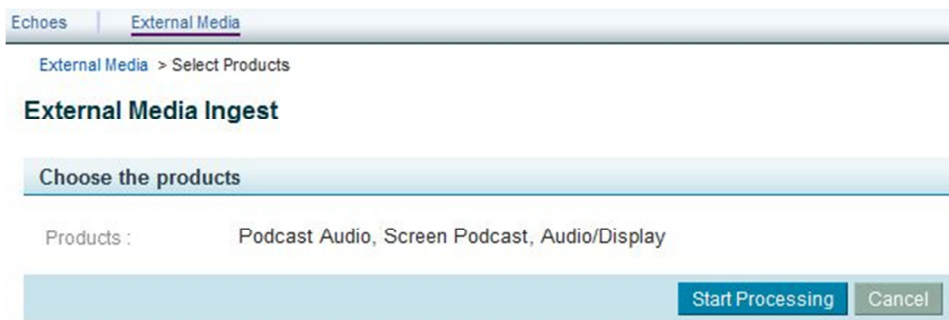 Echoes | External Media
External Media > Select Products
External Media Ingest
Choose the products
Products : Podcast Audio, Screen Podcast, Audio/Display
Start Processing Cancel